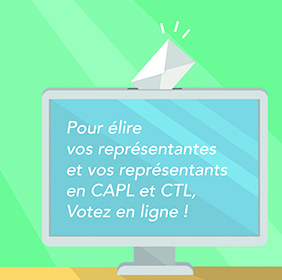 Pour élire
vos représentantes
et vos représentants
en CAPL et CTL,
Votez en ligne !